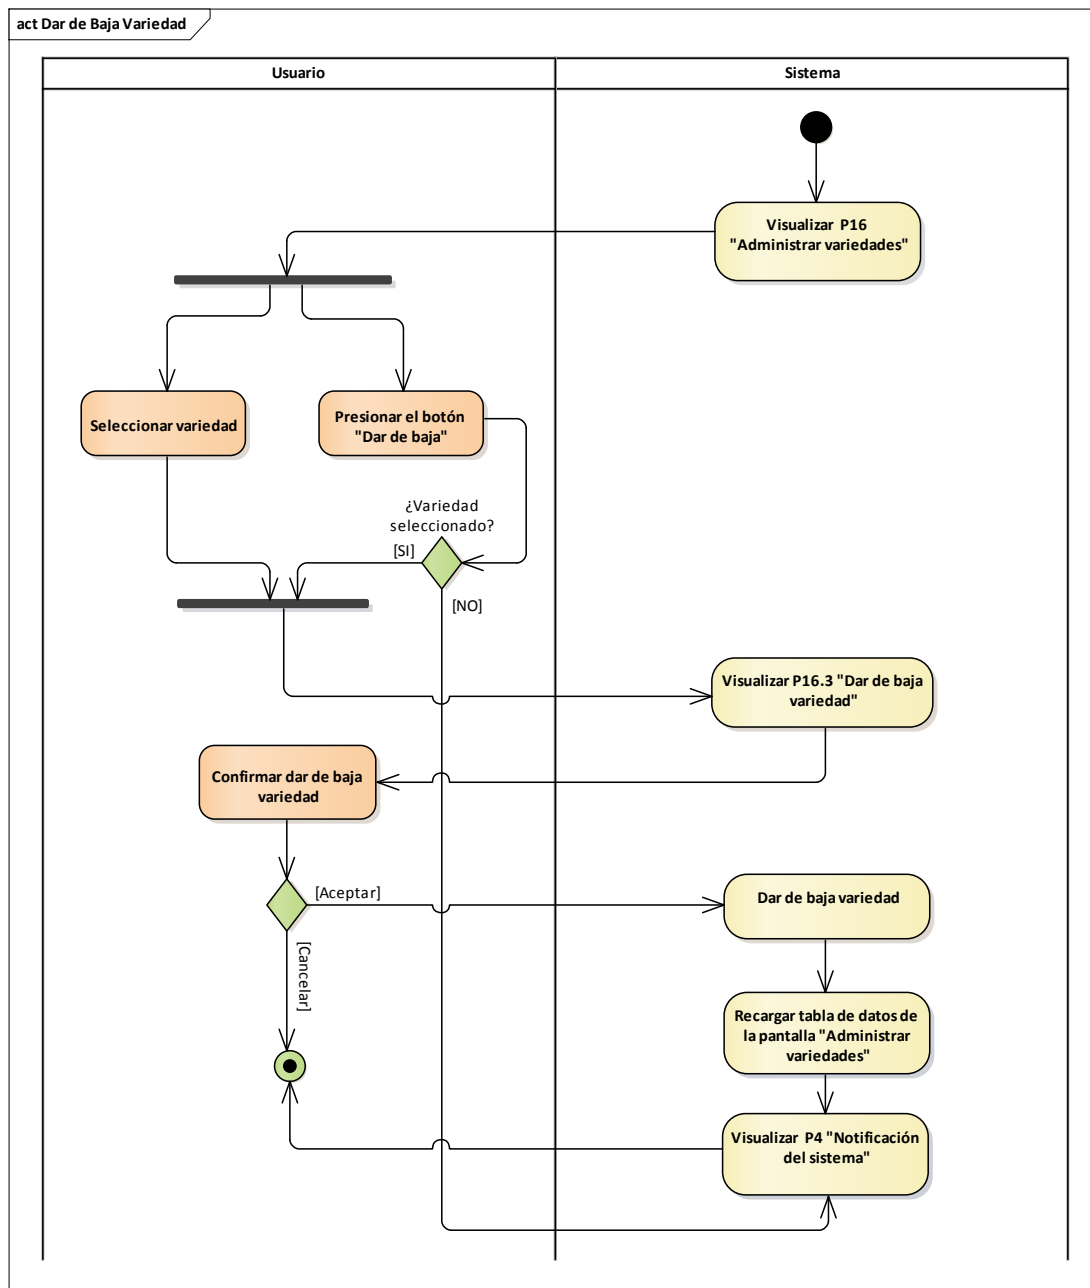 act Dar de Baja Variedad
Usuario
Sistema
Visualizar P16
"Administrar variedades"
Seleccionar variedad
Presionar el botón
"Dar de baja"
¿Variedad
seleccionado?
[SI]
[NO]
Visualizar P16.3 "Dar de baja
variedad"
Confirmar dar de baja
variedad
[Aceptar]
Dar de baja variedad
[Cancelar]
Recargar tabla de datos de
la pantalla "Administrar
variedades"
Visualizar P4 "Notificación
del sistema"